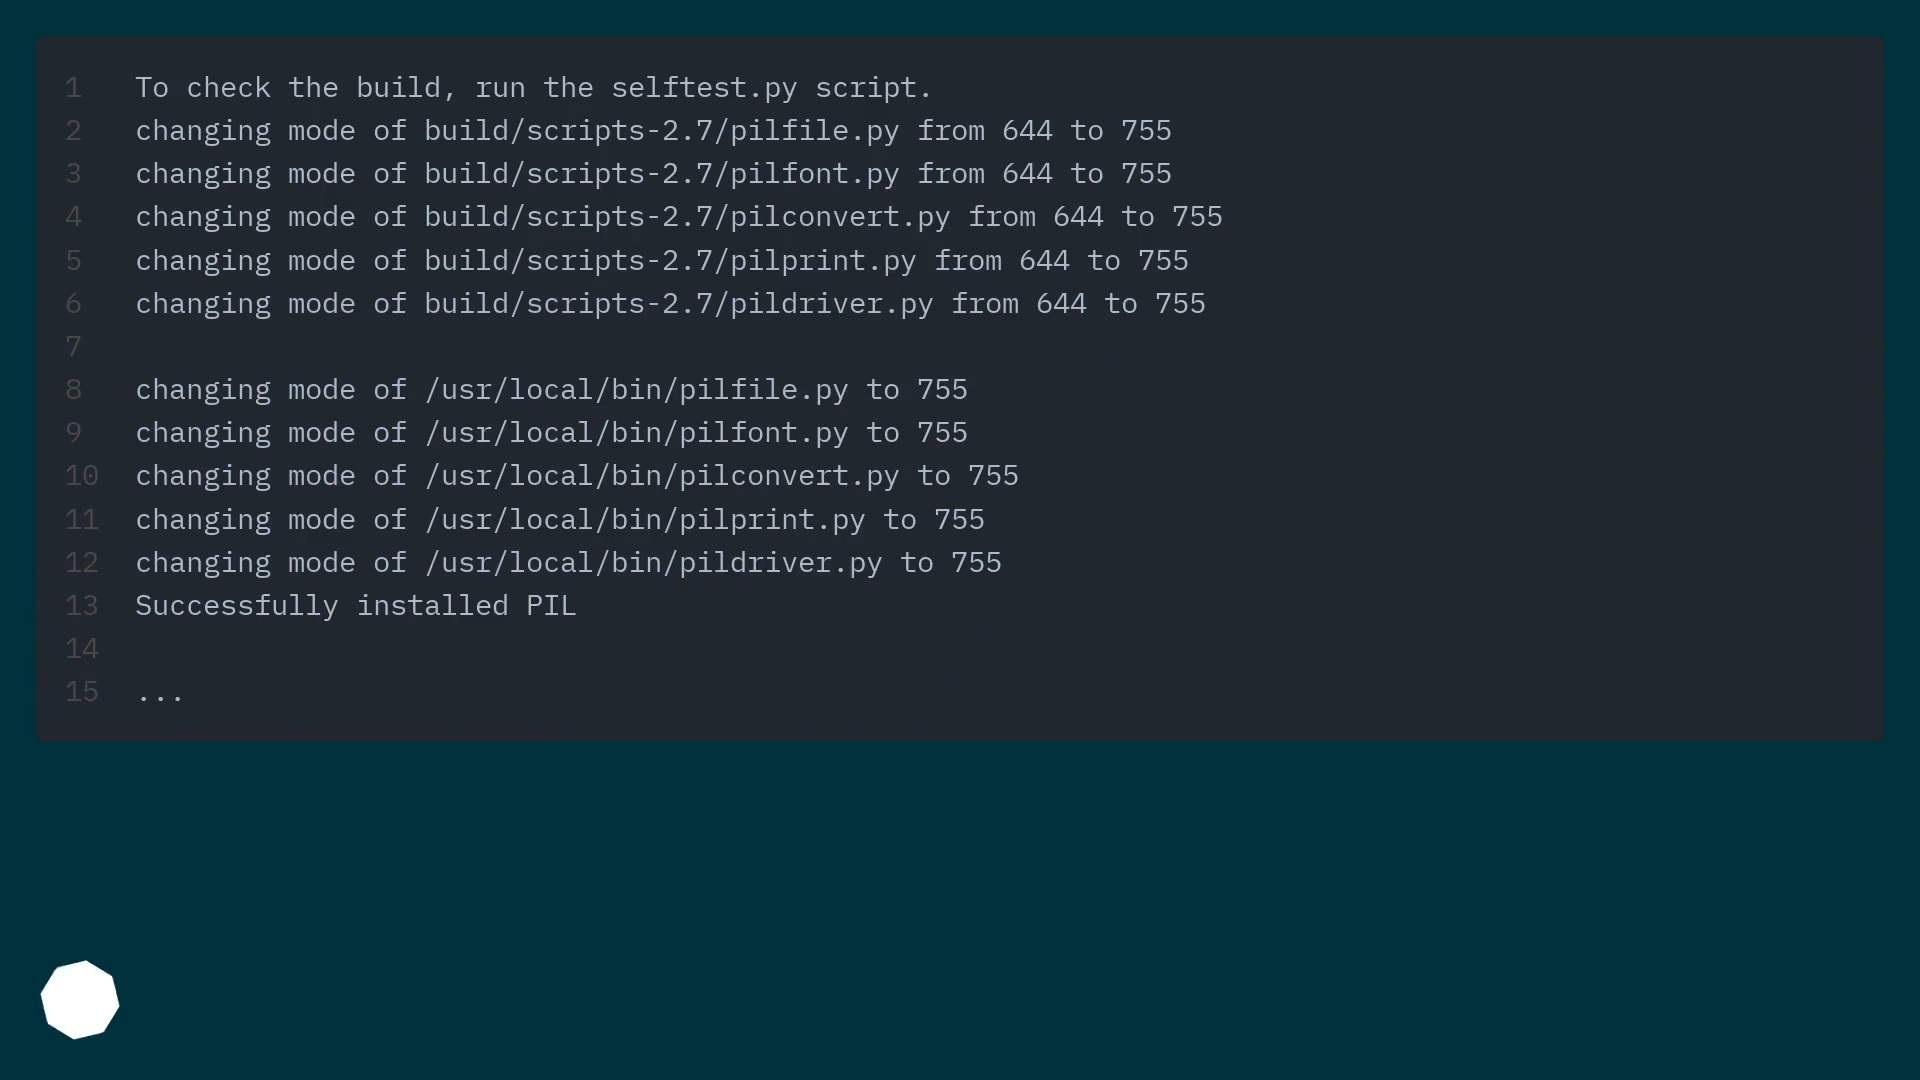 1 To check the build, run the selftest.py script.
2 changing mode of build/scripts-2.7/pilfile.py from 644 to 755
3 changing mode of build/scripts-2.7/pilfont.py from 644 to 755
4 changing mode of build/scripts-2.7/pilconvert.py from 644 to 755
5 changing mode of build/scripts-2.7/pilprint.py from 644 to 755
6 changing mode of build/scripts-2.7/pildriver.py from 644 to 755
7
8 changing mode of /usr/local/bin/pilfile.py to 755
9 changing mode of /usr/local/bin/pilfont.py to 755
10 changing mode of /usr/local/bin/pilconvert.py to 755
11 changing mode of /usr/local/bin/pilprint.py to 755
12 changing mode of /usr/local/bin/pildriver.py to 755
13 Successfully installed PIL
14
15 ...